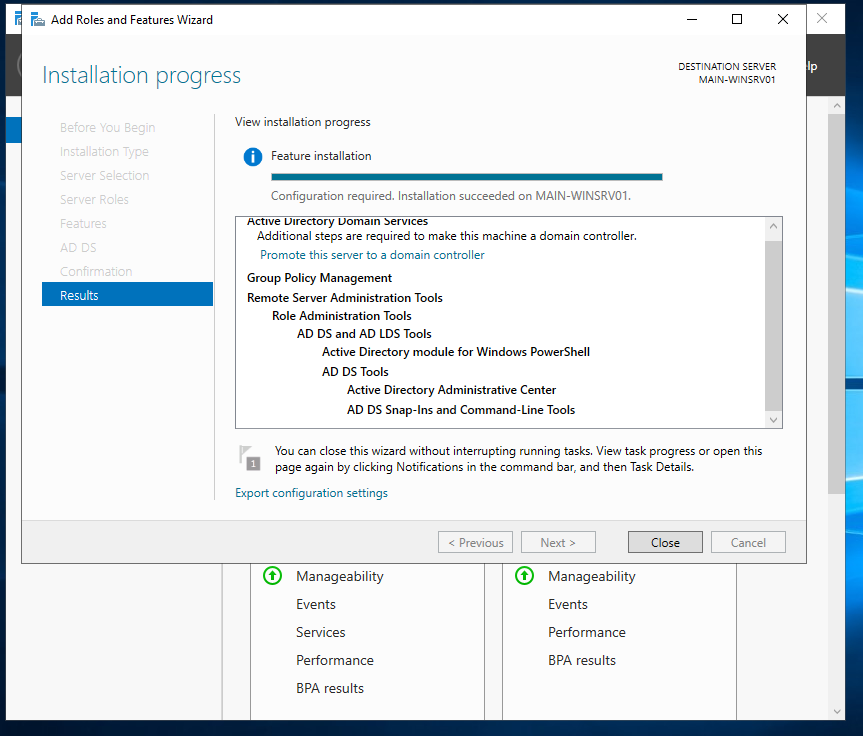 Add Roles and Features Wizard
Installation progress
DESTINATION SERVER
MAIN-WINSRV01
Before You Begin
Installation Type
Server Selection
Server Roles
Features
AD DS
Confirmation
Results
View installation progress
Feature installation
Configuration required. Installation succeeded on MAIN-WINSRV01.
Active Directory Domain Services
Additional steps are required to make this machine a domain controller.
Promote this server to a domain controller
Group Policy Management
Remote Server Administration Tools
Role Administration Tools
AD DS and AD LDS Tools
Active Directory module for Windows PowerShell
AD DS Tools
Active Directory Administrative Center
AD DS Snap-Ins and Command-Line Tools
1
You can close this wizard without interrupting running tasks. View task progress or open this
page again by clicking Notifications in the command bar, and then Task Details.
Export configuration settings
< Previous
Next >
Close
Cancel
lp
Manageability
Events
Services
Performance
BPA results
Manageability
Events
Performance
BPA results